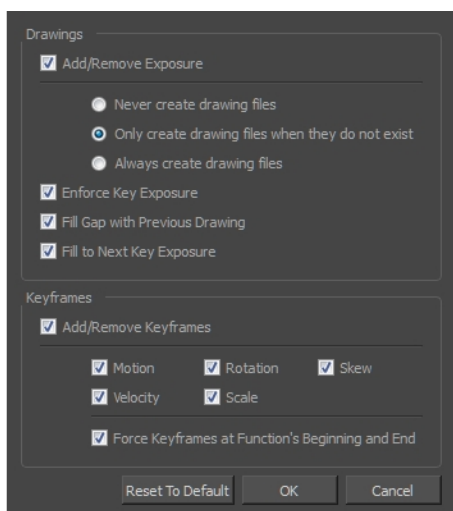 Drawings
Add/Remove Exposure
Never create drawing files
Only create drawing files when they do not exist
Always create drawing files
Enforce Key Exposure
Fill Gap with Previous Drawing
Fill to Next Key Exposure
Keyframes
Add/Remove Keyframes
Motion Rotation Skew
Velocity Scale
Force Keyframes at Function's Beginning and End
Reset To Default OK Cancel